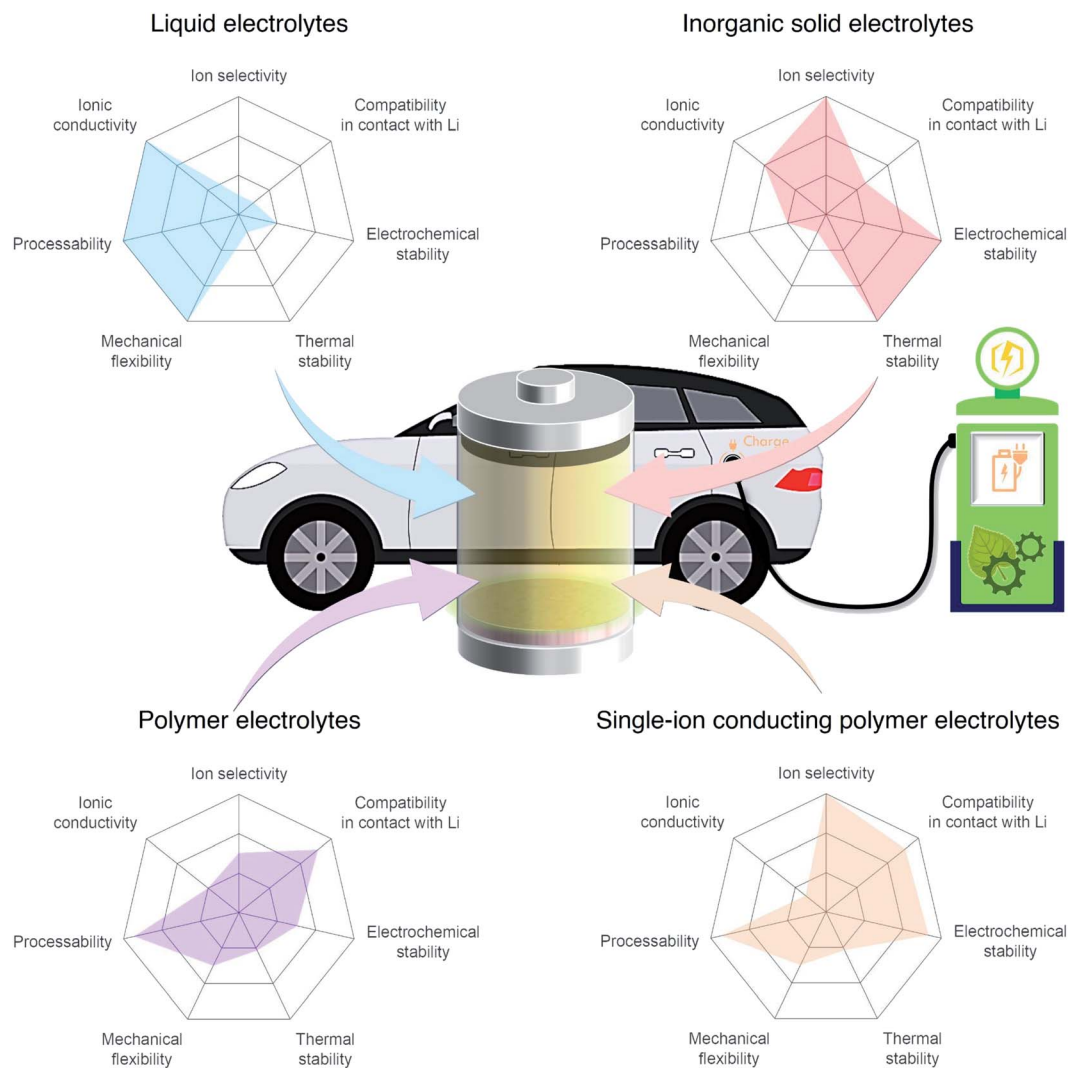 Liquid electrolytes
Ion selectivity
Ionic
conductivity
Compatibility
in contact with Li
Processability
Electrochemical
stability
Mechanical
flexibility
Thermal
stability
Inorganic solid electrolytes
Ion selectivity
Ionic
conductivity
Compatibility
in contact with Li
Processability
Electrochemical
stability
Mechanical
flexibility
Thermal
stability
Charge
Polymer electrolytes
Ion selectivity
Ionic
conductivity
Compatibility
in contact with Li
Processability
Electrochemical
stability
Mechanical
flexibility
Thermal
stability
Single-ion conducting polymer electrolytes
Ion selectivity
Ionic
conductivity
Compatibility
in contact with Li
Processability
Electrochemical
stability
Mechanical
flexibility
Thermal
stability